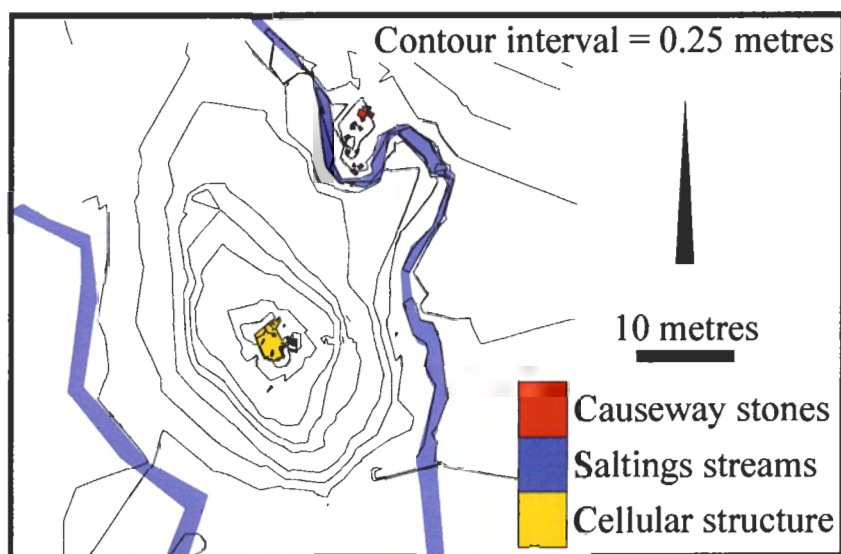 Contour interval = 0.25 metres
10 metres
Causeway stones
Saltings streams
Cellular structure